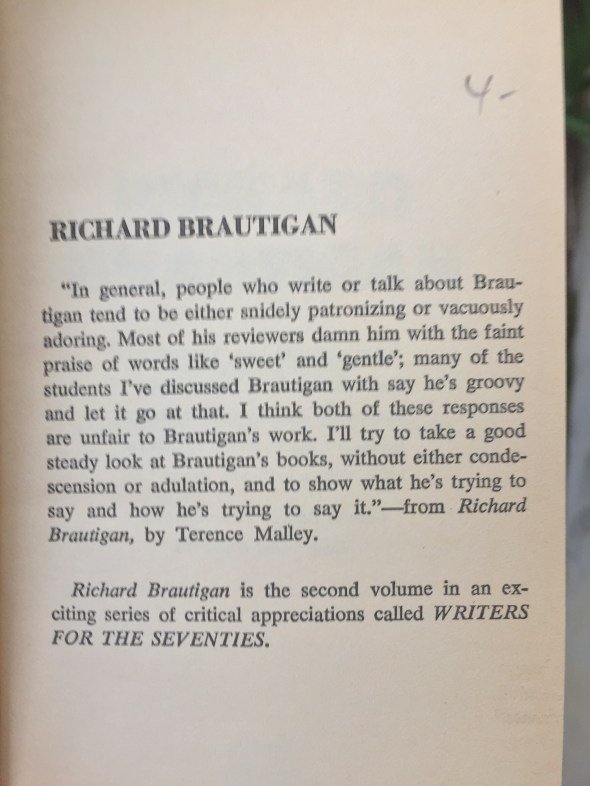 4-
RICHARD BRAUTIGAN
"In general, people who write or talk about Brau-
tigan tend to be either snidely patronizing or vacuously
adoring. Most of his reviewers damn him with the faint
praise of words like 'sweet' and 'gentle'; many of the
students I've discussed Brautigan with say he's groovy
and let it go at that. I think both of these responses
are unfair to Brautigan's work. I'll try to take a good
steady look at Brautigan's books, without either conde-
scension or adulation, and to show what he's trying to
say and how he's trying to say it."—from Richard
Brautigan, by Terence Malley.
Richard Brautigan is the second volume in an ex-
citing series of critical appreciations called WRITERS
FOR THE SEVENTIES.